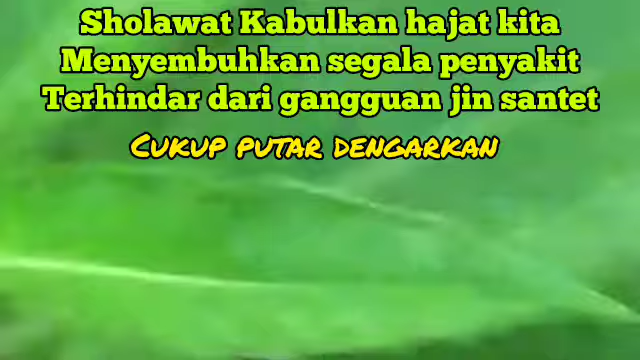 Sholawat Kabulkan hajat kita
Menyembuhkan segala penyakit
Terhindar dari gangguan jin santet
Cukup putar dengarkan